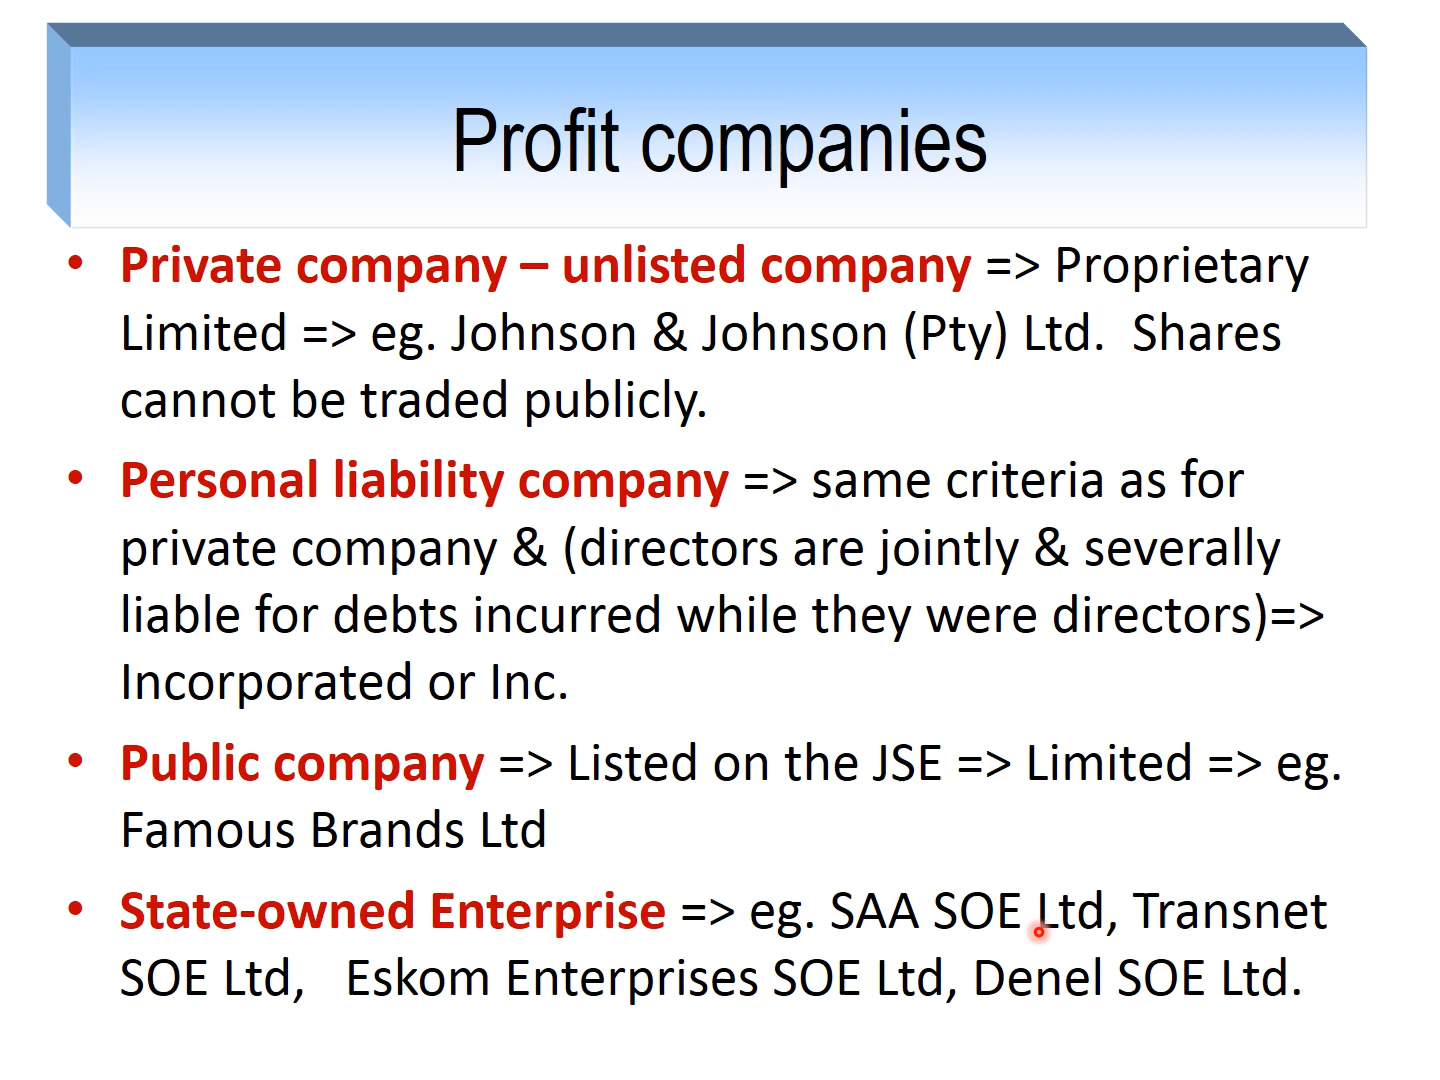 Profit companies
• Private company – unlisted company => Proprietary
Limited => eg. Johnson & Johnson (Pty) Ltd.  Shares
cannot be traded publicly.
• Personal liability company => same criteria as for
private company & (directors are jointly & severally
liable for debts incurred while they were directors)=>
Incorporated or Inc.
• Public company => Listed on the JSE => Limited => eg.
Famous Brands Ltd
• State-owned Enterprise => eg. SAA SOE Ltd, Transnet
SOE Ltd,   Eskom Enterprises SOE Ltd, Denel SOE Ltd.